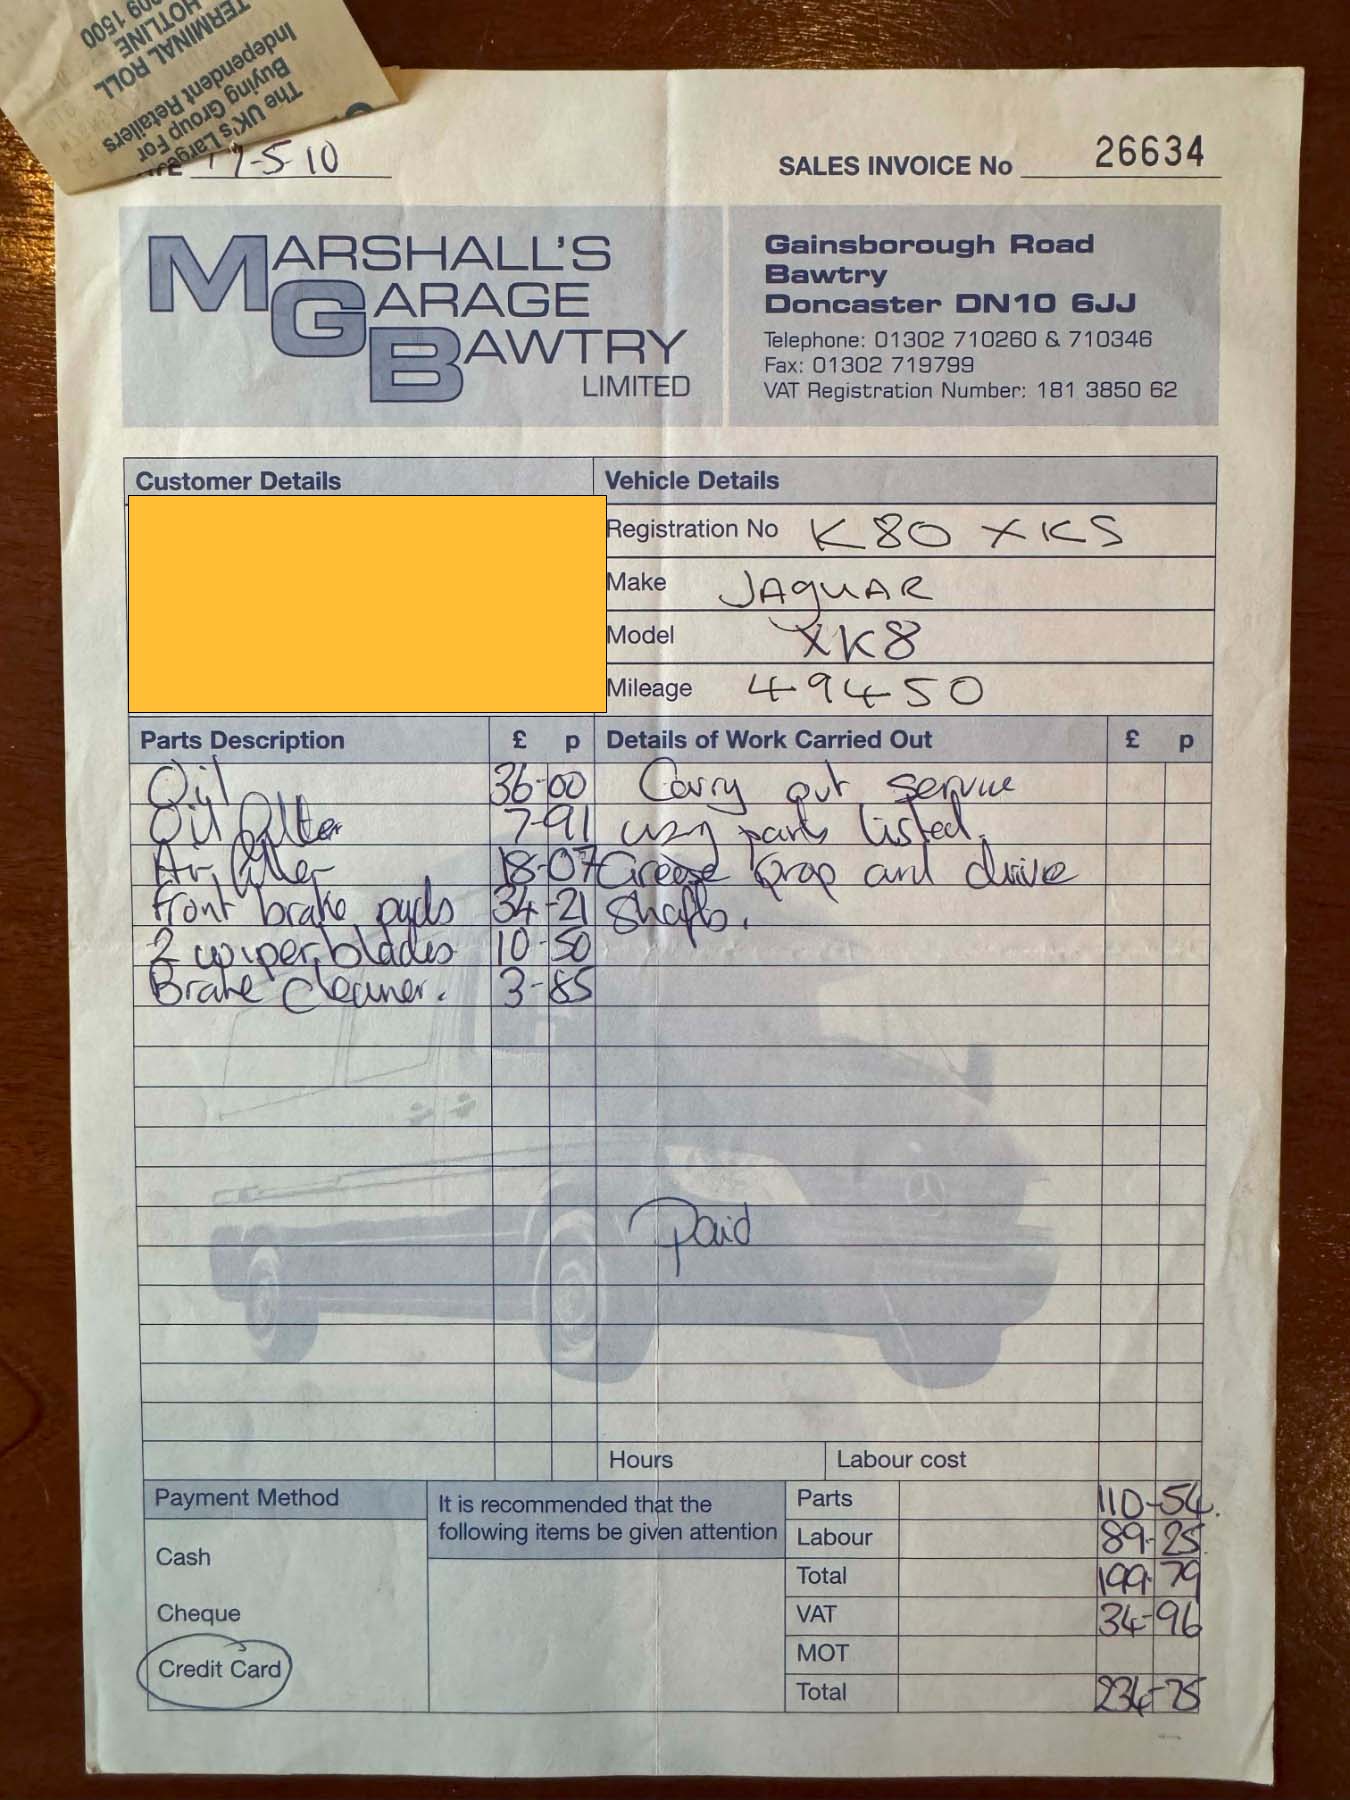 009 1500
HOTLINE
TERMINAL ROLL
Independent Retailers
Buying Group For
The UK's Larges
17-5-10
SALES INVOICE No 26634
MARSHALL'S
GARAGE
BAWTRY
LIMITED
Gainsborough Road
Bawtry
Doncaster DN10 6JJ
Telephone: 01302 710260 & 710346
Fax: 01302 719799
VAT Registration Number: 181 3850 62
Customer Details
Vehicle Details
Registration No K80 XKS
Make JAGUAR
Model XK8
Mileage 49450
Parts Description £ p Details of Work Carried Out £ p
Oil 36-00 Carry out service
Oil filter 7-91 using parts listed.
Air filter 18-07 Grease prop and drive
Front brake pads 34-21 shafts.
2 wiper blades 10-50
Brake cleaner. 3-85
Paid
Hours Labour cost
Payment Method
Cash
Cheque
Credit Card
It is recommended that the
following items be given attention
Parts 110-54.
Labour 89-25.
Total 199-79
VAT 34-96
MOT
Total 234-75